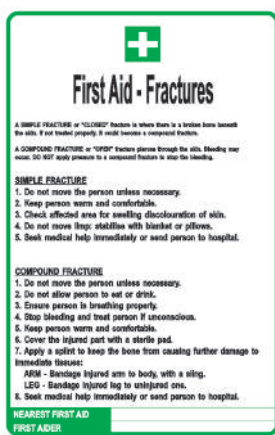 First Aid - Fractures
A SIMPLE FRACTURE or "CLOSED" fracture is where there is a broken bone beneath
the skin. If not treated properly. It could become a compound fracture.
A COMPOUND FRACTURE or "OPEN" fracture pierces through the skin. Bleeding may
occur. DO NOT apply pressure to a compound fracture to stop the bleeding.
SIMPLE FRACTURE
1. Do not move the person unless necessary.
2. Keep person warm and comfortable.
3. Check affected area for swelling discolouration of skin.
4. Do not move limp: stabilise with blanket or pillows.
5. Seek medical help immediately or send person to hospital.
COMPOUND FRACTURE
1. Do not move the person unless necessary.
2. Do not allow person to eat or drink.
3. Ensure person is breathing properly.
4. Stop bleeding and treat person if unconscious.
5. Keep person warm and comfortable.
6. Cover the injured part with a sterile pad.
7. Apply a splint to keep the bone from causing further damage to
immediate tissues:
ARM - Bandage injured arm to body, with a sling.
LEG - Bandage injured leg to uninjured one.
8. Seek medical help immediately or send person to hospital.
NEAREST FIRST AID
FIRST AIDER